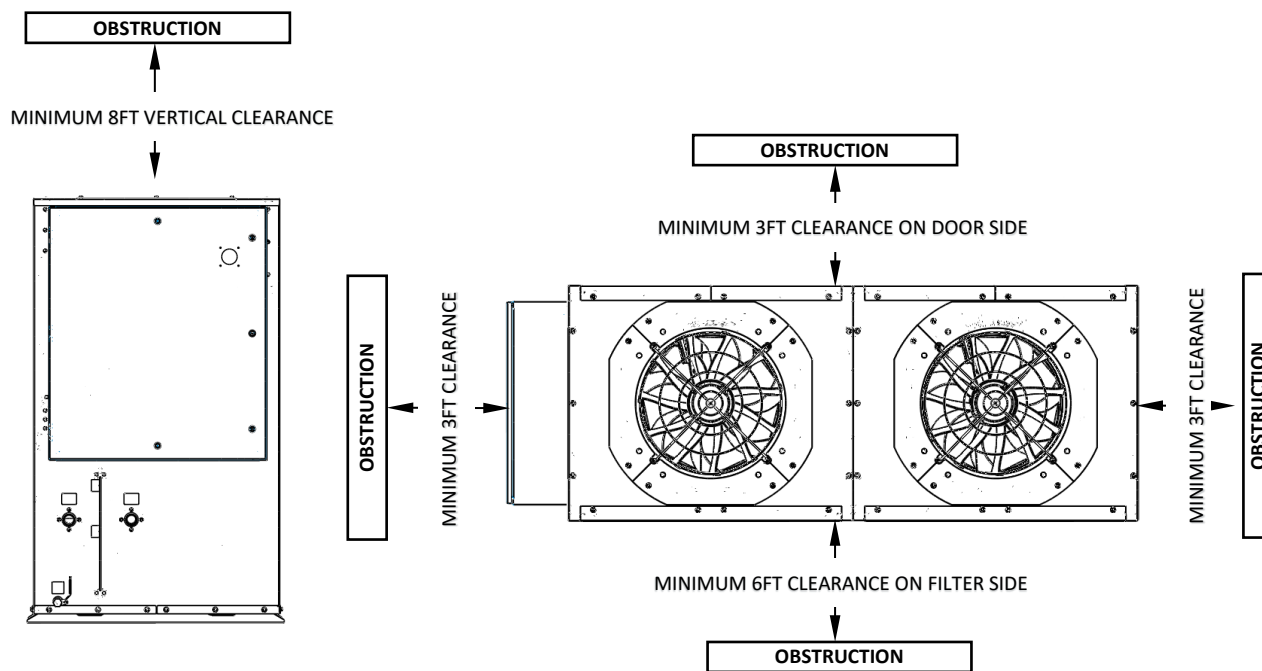 OBSTRUCTION
MINIMUM 8FT VERTICAL CLEARANCE
OBSTRUCTION
MINIMUM 3FT CLEARANCE ON DOOR SIDE
OBSTRUCTION
MINIMUM 3FT CLEARANCE
MINIMUM 3FT CLEARANCE
OBSTRUCTION
MINIMUM 6FT CLEARANCE ON FILTER SIDE
OBSTRUCTION